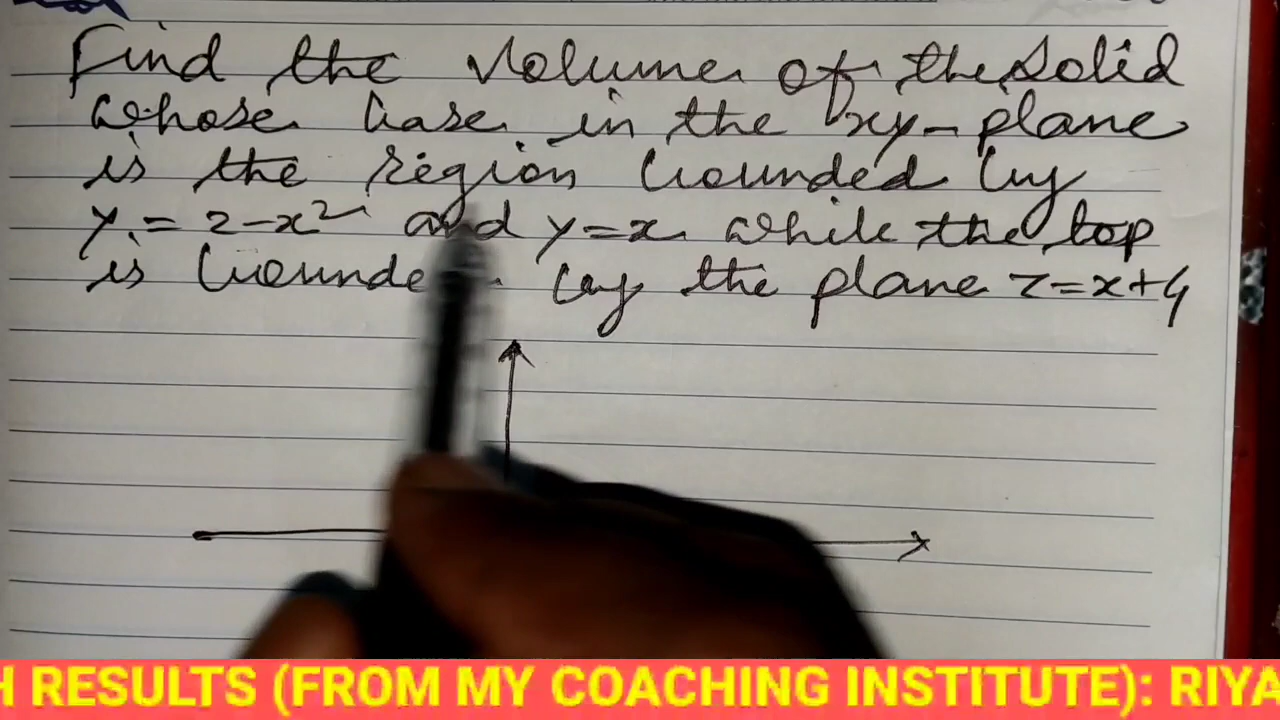 Find the volume of the solid
whose base in the xy-plane
is the region bounded by
y = 2-x² and y=x while the top
is bounde by the plane z=x+4
H RESULTS (FROM MY COACHING INSTITUTE): RIYA